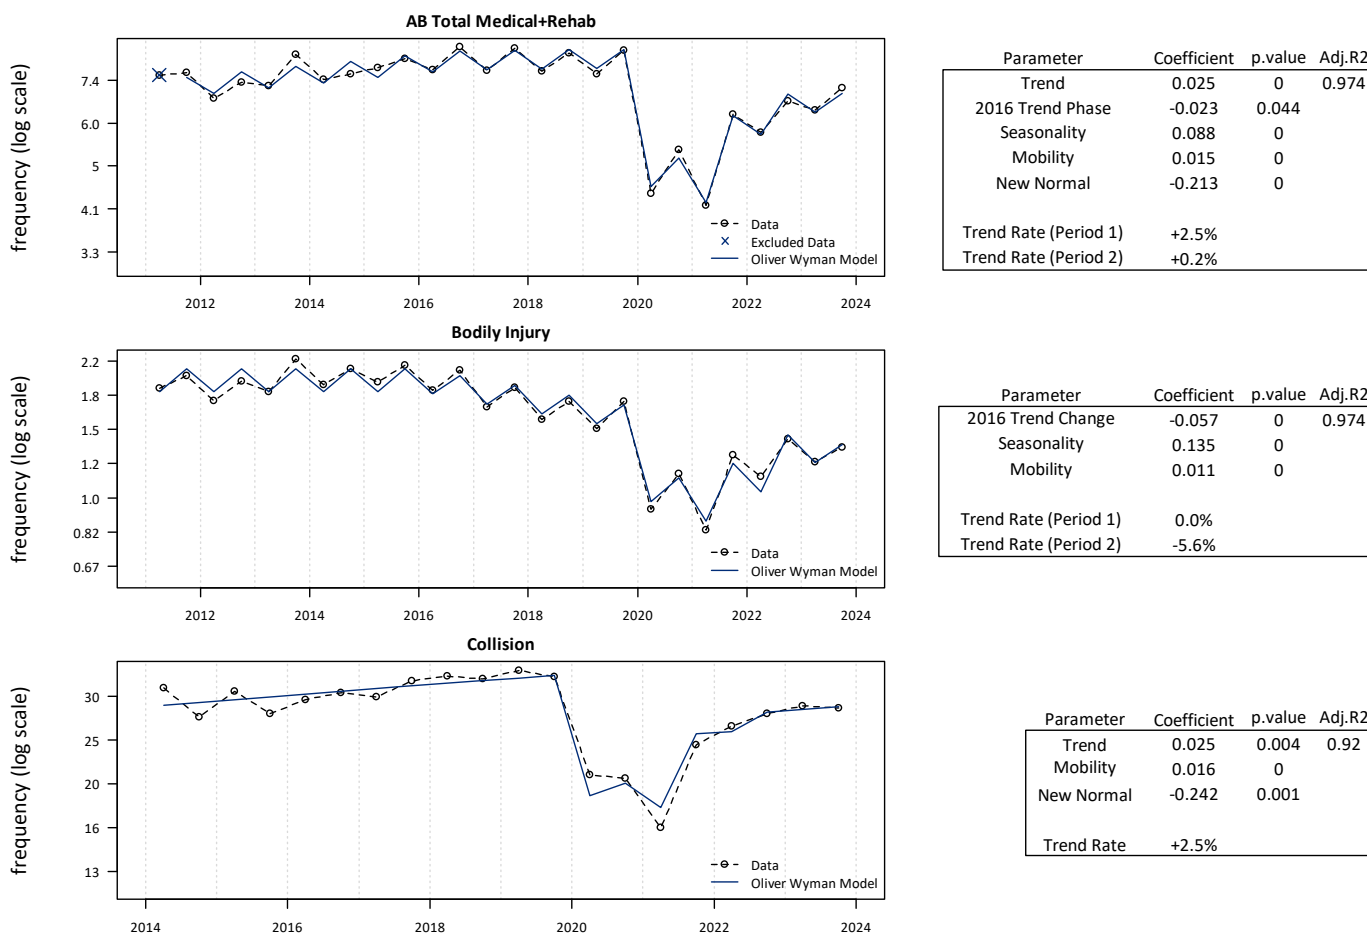 AB Total Medical+Rehab
frequency (log scale)
7.4
6.0
5
4.1
3.3
Data
Excluded Data
Oliver Wyman Model
2012 2014 2016 2018 2020 2022 2024
Parameter Coefficient p.value Adj.R2
Trend 0.025 0 0.974
2016 Trend Phase -0.023 0.044
Seasonality 0.088 0
Mobility 0.015 0
New Normal -0.213 0
Trend Rate (Period 1) +2.5%
Trend Rate (Period 2) +0.2%
Bodily Injury
frequency (log scale)
2.2
1.8
1.5
1.2
1.0
0.82
0.67
Data
Oliver Wyman Model
2012 2014 2016 2018 2020 2022 2024
Parameter Coefficient p.value Adj.R2
2016 Trend Change -0.057 0 0.974
Seasonality 0.135 0
Mobility 0.011 0
Trend Rate (Period 1) 0.0%
Trend Rate (Period 2) -5.6%
Collision
frequency (log scale)
30
25
20
16
13
Data
Oliver Wyman Model
2014 2016 2018 2020 2022 2024
Parameter Coefficient p.value Adj.R2
Trend 0.025 0.004 0.92
Mobility 0.016 0
New Normal -0.242 0.001
Trend Rate +2.5%